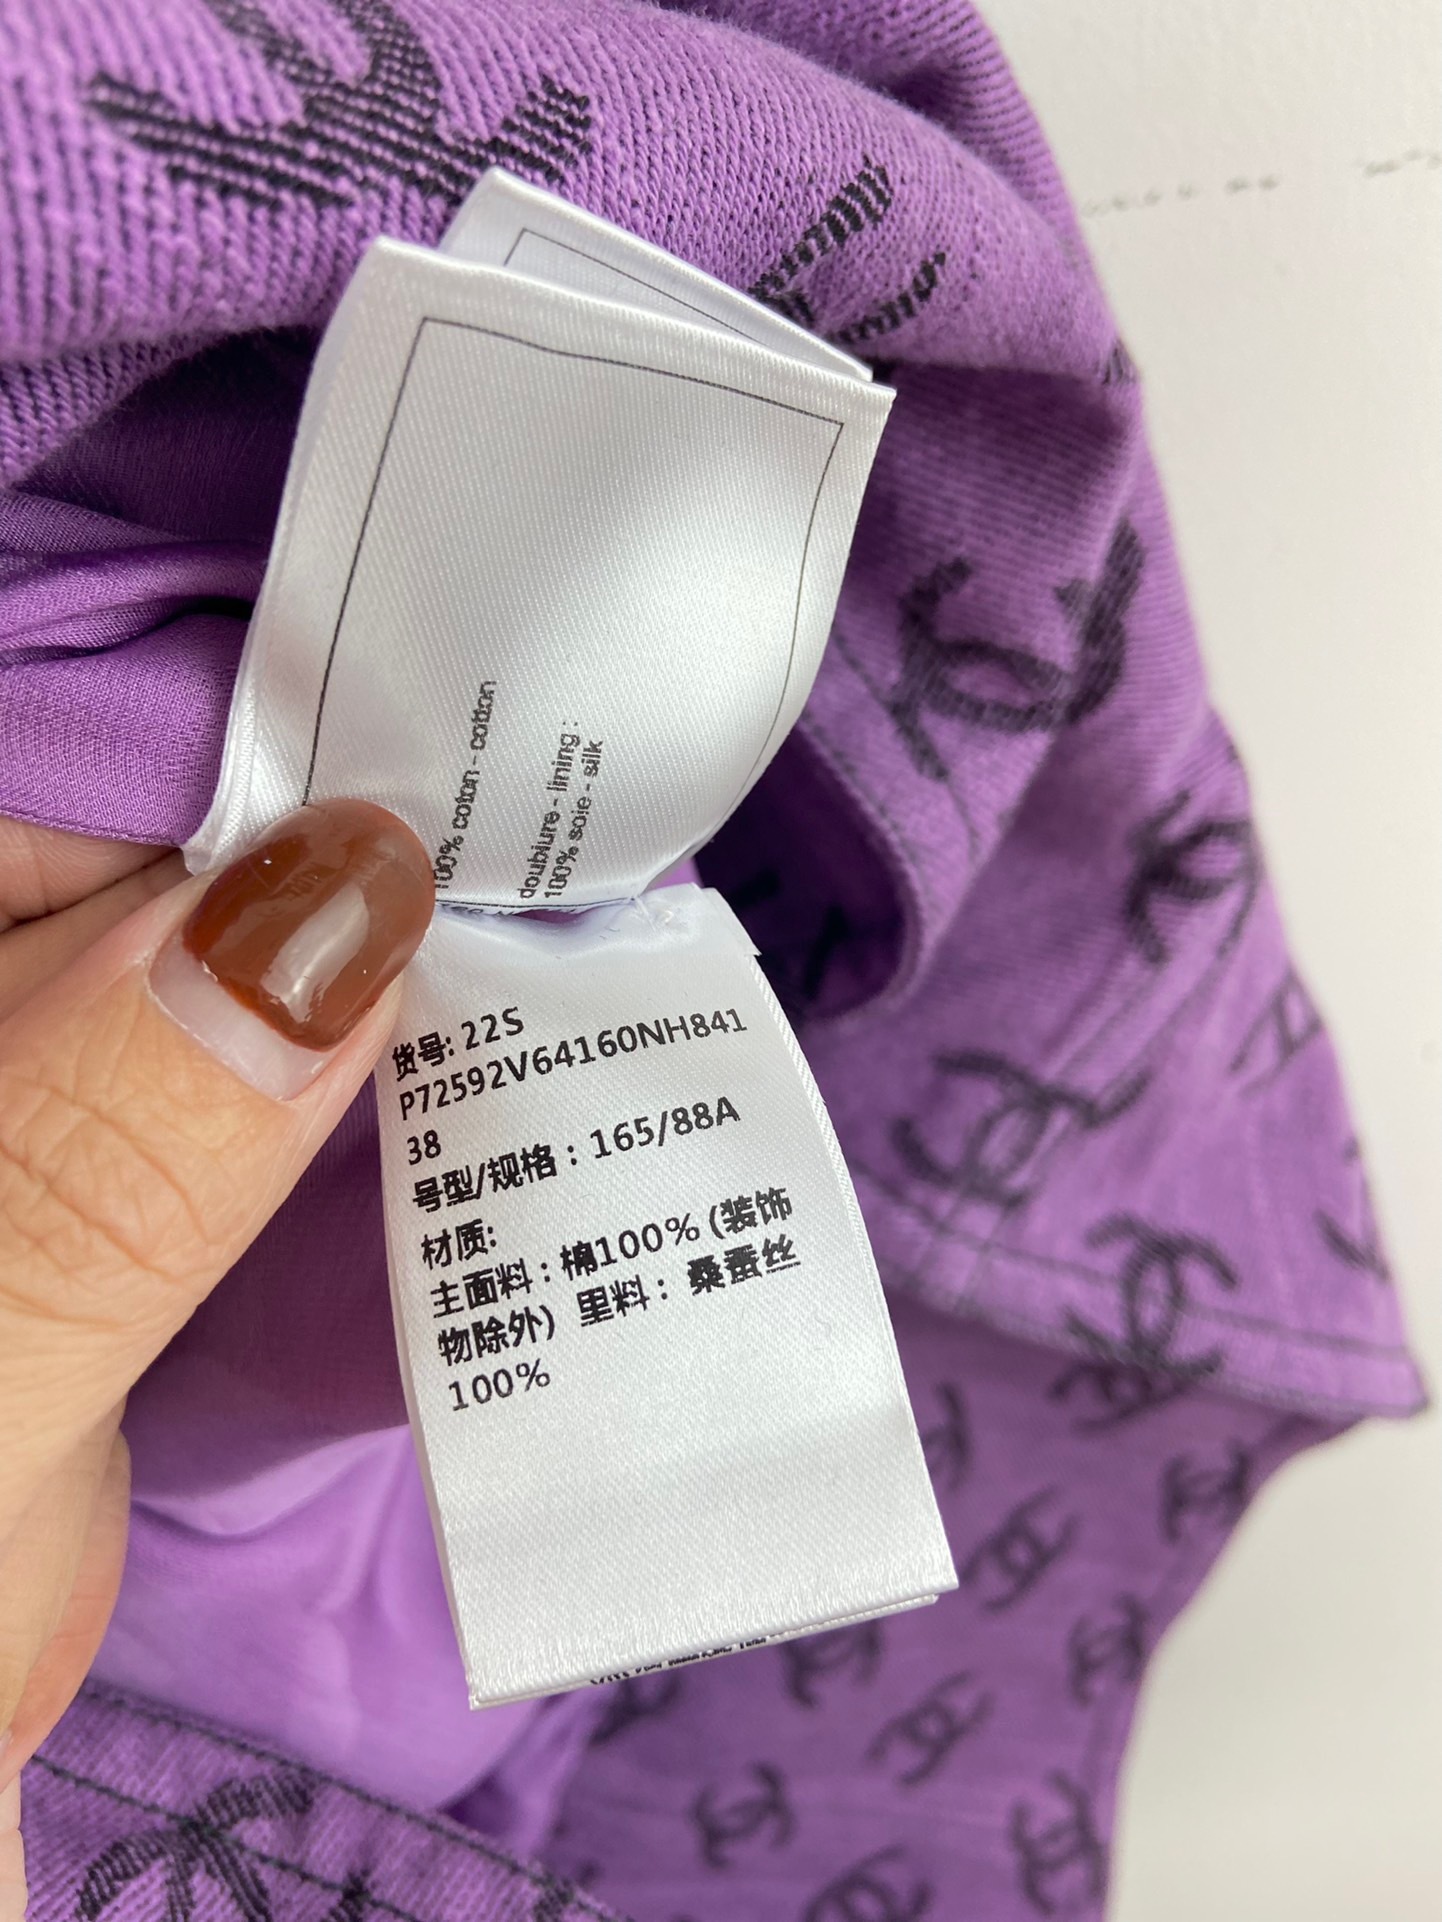 100% coton - cotton
doublure - lining :
100% soie - silk
货号: 22S
P72592V64160NH841
38
号型/规格：165/88A
材质:
主面料：棉100% (装饰
物除外) 里料：桑蚕丝
100%